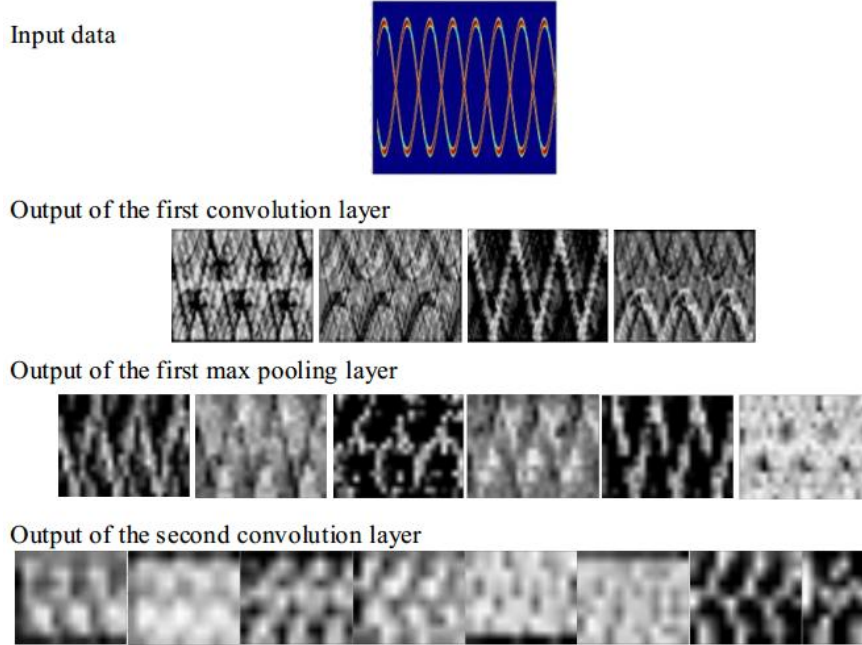 Input data
Output of the first convolution layer
Output of the first max pooling layer
Output of the second convolution layer